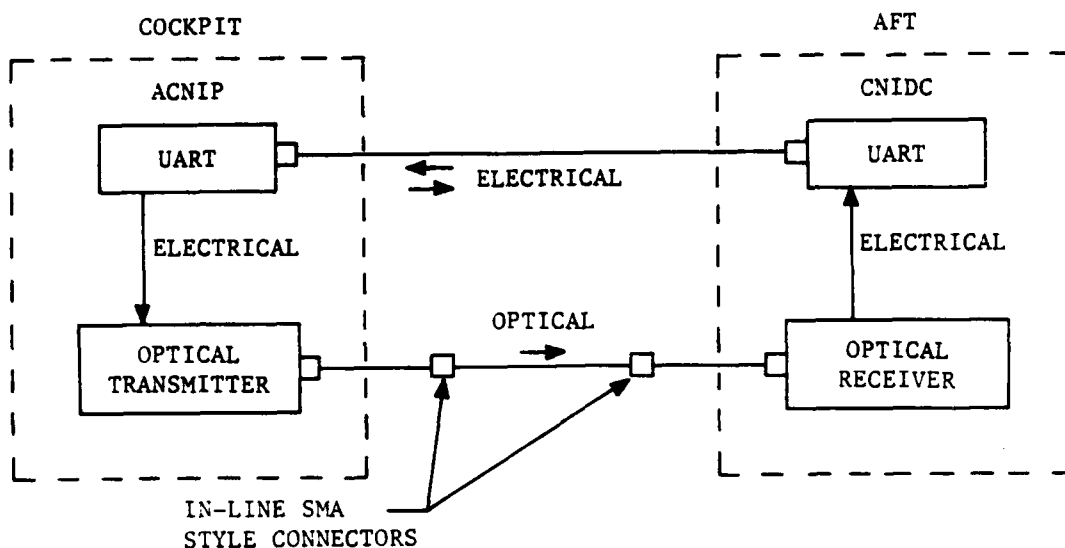 COCKPIT
AFT
ACNIP
CNIDC
UART
UART
ELECTRICAL
ELECTRICAL
ELECTRICAL
OPTICAL
OPTICAL
TRANSMITTER
OPTICAL
RECEIVER
IN-LINE SMA
STYLE CONNECTORS